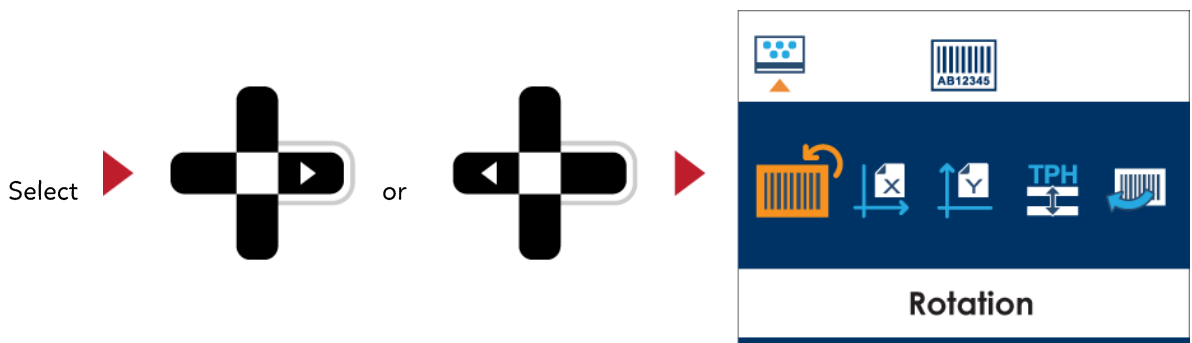 AB12345
X
Y
TPH
Select
or
Rotation